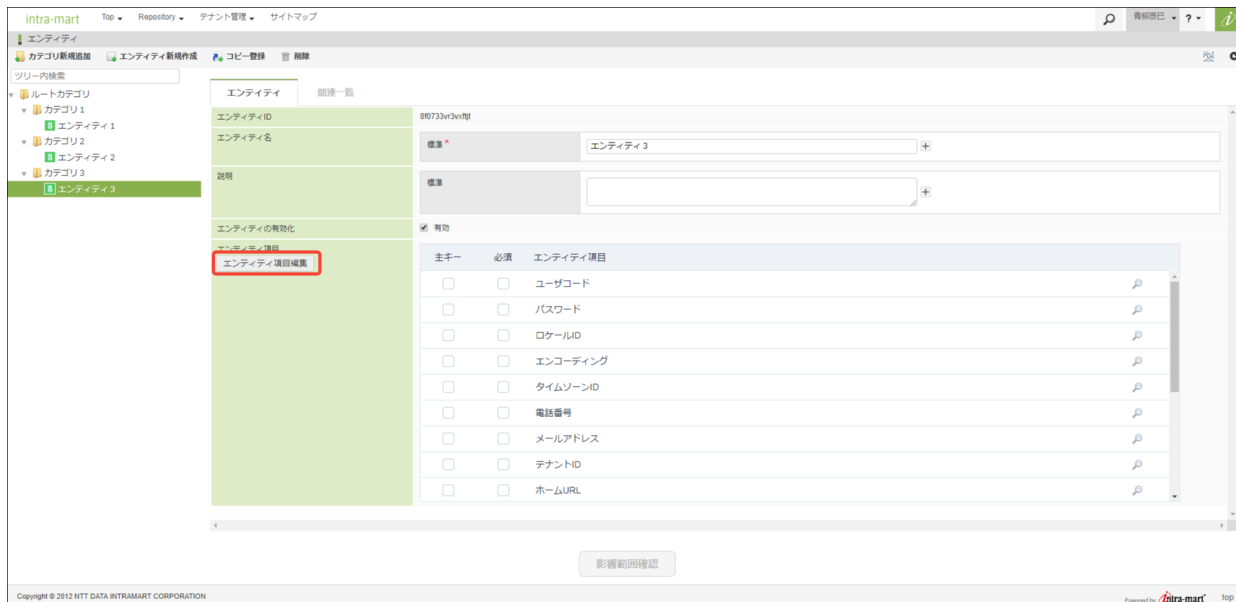 intra-mart Top Repository テナント管理 サイトマップ 青柳辰巳 ?
エンティティ
カテゴリ新規追加 エンティティ新規作成 コピー登録 削除
ツリー内検索
ルートカテゴリ
カテゴリ1
8 エンティティ1
カテゴリ2
8 エンティティ2
カテゴリ3
8 エンティティ3
エンティティ 関連一覧
エンティティID 8f0733vr3vxftjt
エンティティ名 標準* エンティティ3
説明 標準
エンティティの有効化 有効
エンティティ項目
エンティティ項目編集
主キー 必須 エンティティ項目
ユーザコード
パスワード
ロケールID
エンコーディング
タイムゾーンID
電話番号
メールアドレス
テナントID
ホームURL
影響範囲確認
Copyright © 2012 NTT DATA INTRAMART CORPORATION Powered by intra-mart top